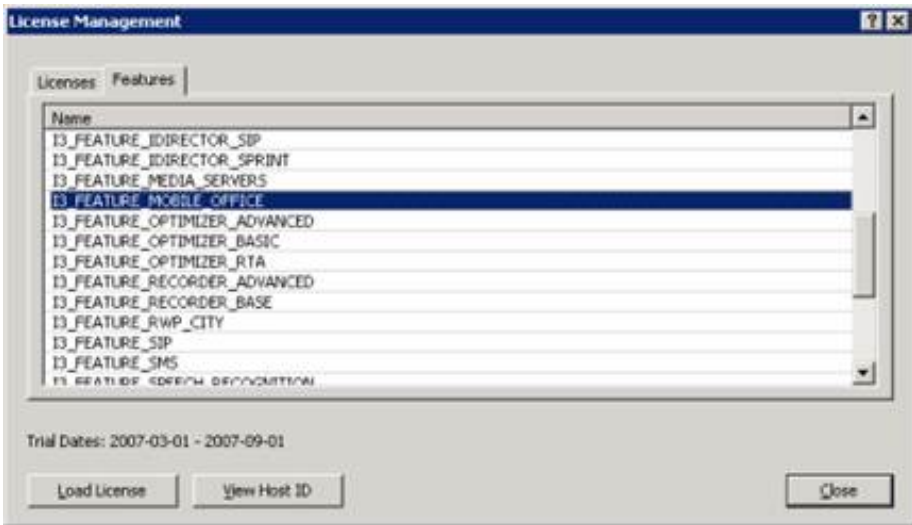 License Management
Licenses Features
Name
I3_FEATURE_IDIRECTOR_SIP
I3_FEATURE_IDIRECTOR_SPRINT
I3_FEATURE_MEDIA_SERVERS
I3_FEATURE_MOBILE_OFFICE
I3_FEATURE_OPTIMIZER_ADVANCED
I3_FEATURE_OPTIMIZER_BASIC
I3_FEATURE_OPTIMIZER_RTA
I3_FEATURE_RECORDER_ADVANCED
I3_FEATURE_RECORDER_BASE
I3_FEATURE_RWP_CITY
I3_FEATURE_SIP
I3_FEATURE_SMS
I3_FEATURE_SPEECH_RECOGNITION
Trial Dates: 2007-03-01 - 2007-09-01
Load License View Host ID Close